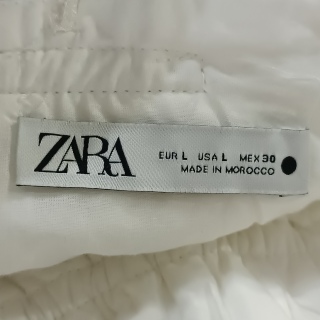 ZARA
EUR L USA L MEX 30
MADE IN MOROCCO